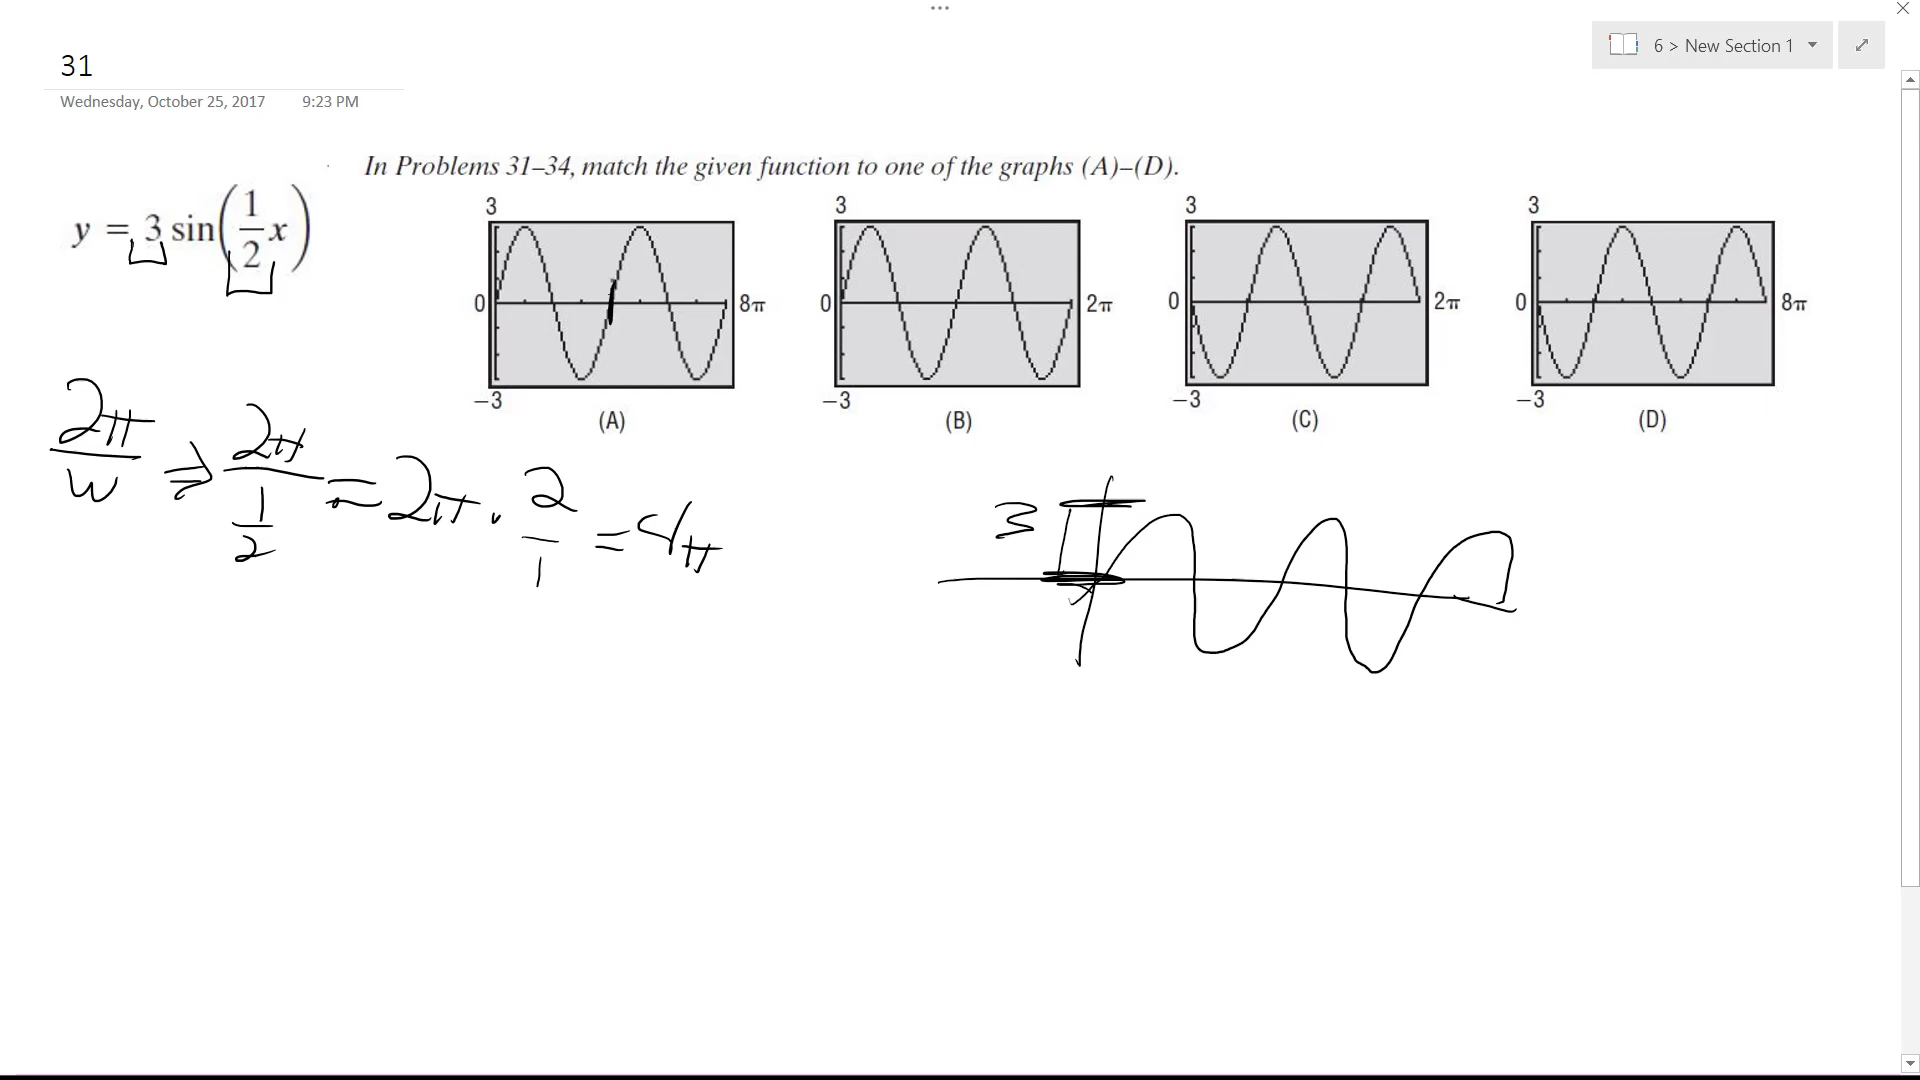 6 > New Section 1
31
Wednesday, October 25, 2017 9:23 PM
In Problems 31–34, match the given function to one of the graphs (A)–(D).
y = 3 sin(1/2 x)
3 3 3 3
0 8π 0 2π 0 2π 0 8π
−3 −3 −3 −3
(A) (B) (C) (D)
2π/w ⇒ 2π/(1/2) = 2π · 2/1 = 4π
3